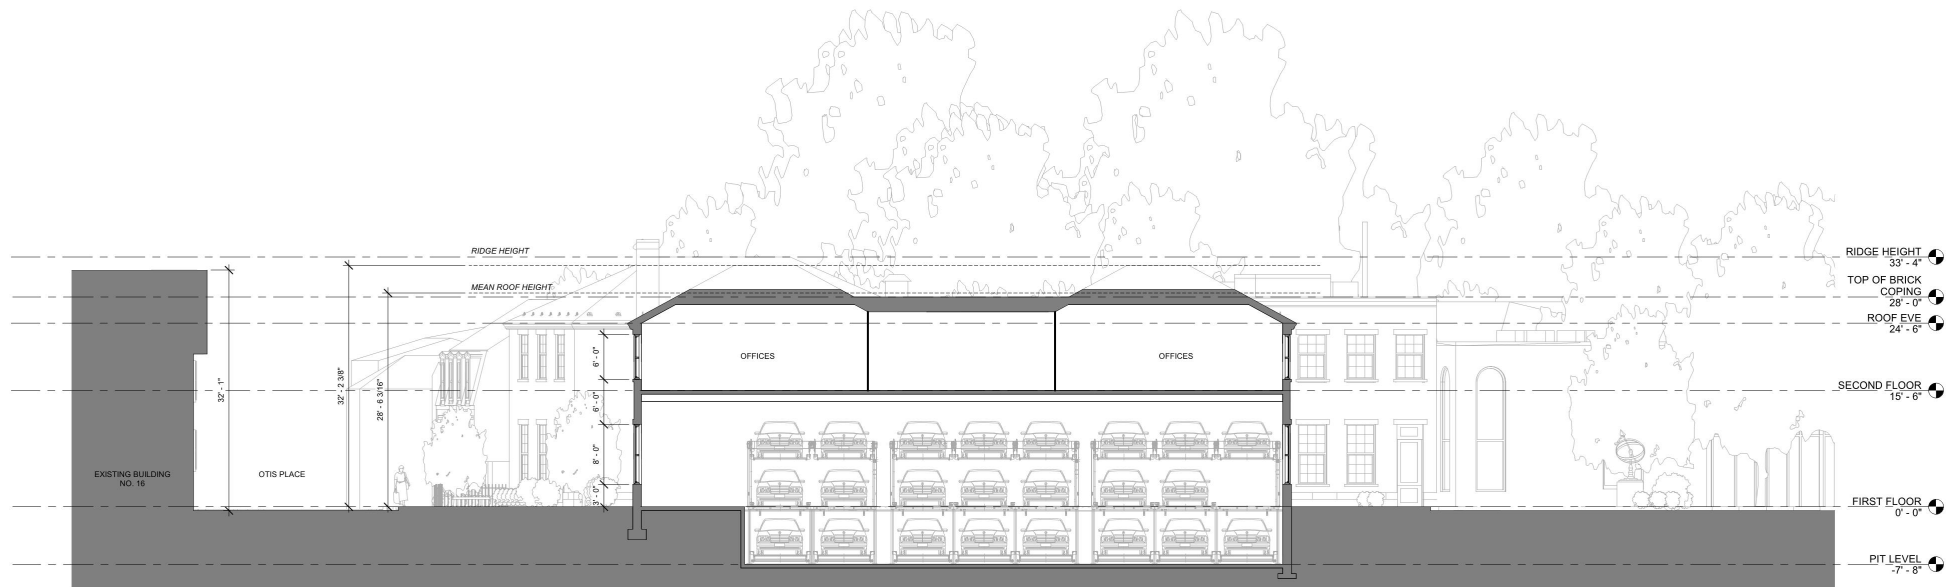 RIDGE HEIGHT
RIDGE HEIGHT
33' - 4"
TOP OF BRICK
COPING
28' - 0"
MEAN ROOF HEIGHT
ROOF EVE
24' - 6"
OFFICES
OFFICES
6' - 0"
32' - 1"
32' - 2 3/8"
28' - 6 3/16"
SECOND FLOOR
15' - 6"
6' - 0"
8' - 0"
EXISTING BUILDING
NO. 16
OTIS PLACE
3' - 0"
FIRST FLOOR
0' - 0"
PIT LEVEL
-7' - 8"